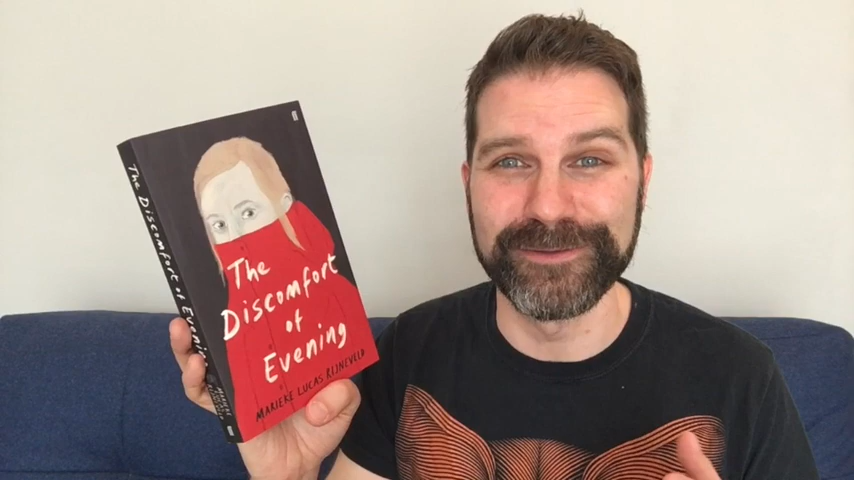 The
Discomfort
of
Evening
MARIEKE LUCAS RIJNEVELD
The Discomfort of Evening